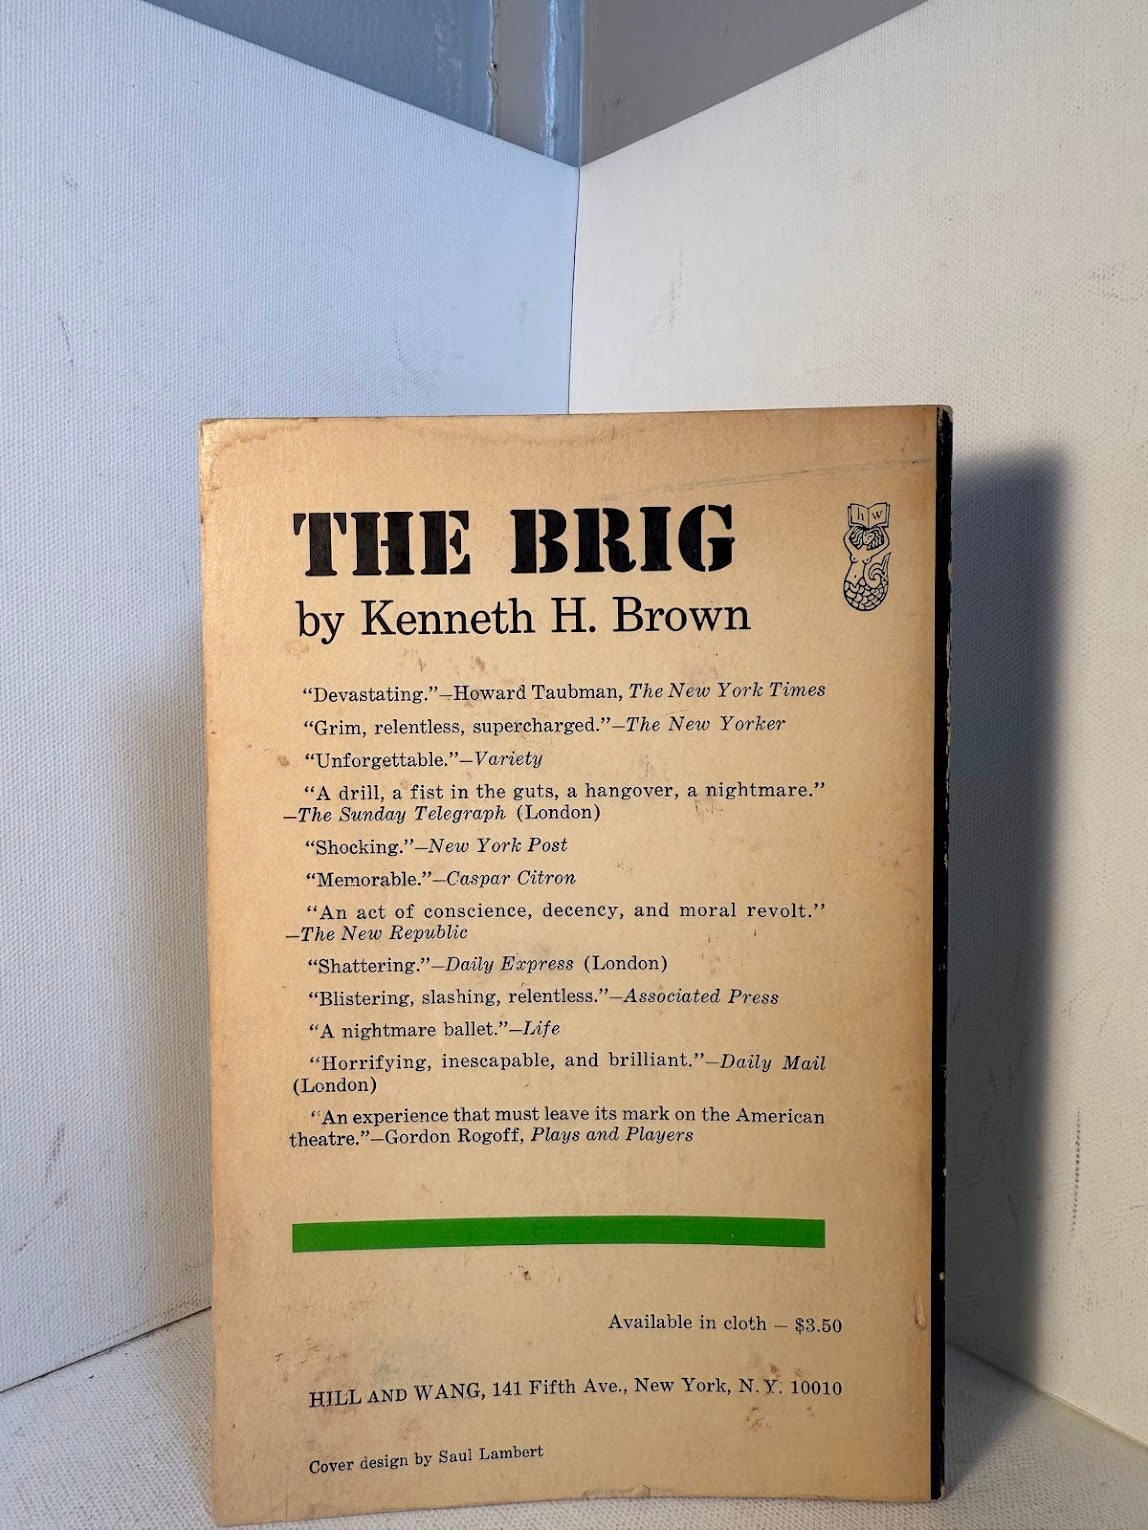 THE BRIG
h w
by Kenneth H. Brown
“Devastating.”—Howard Taubman, The New York Times
“Grim, relentless, supercharged.”—The New Yorker
“Unforgettable.”—Variety
“A drill, a fist in the guts, a hangover, a nightmare.”
—The Sunday Telegraph (London)
“Shocking.”—New York Post
“Memorable.”—Caspar Citron
“An act of conscience, decency, and moral revolt.”
—The New Republic
“Shattering.”—Daily Express (London)
“Blistering, slashing, relentless.”—Associated Press
“A nightmare ballet.”—Life
“Horrifying, inescapable, and brilliant.”—Daily Mail
(London)
“An experience that must leave its mark on the American
theatre.”—Gordon Rogoff, Plays and Players
Available in cloth — $3.50
HILL AND WANG, 141 Fifth Ave., New York, N.Y. 10010
Cover design by Saul Lambert